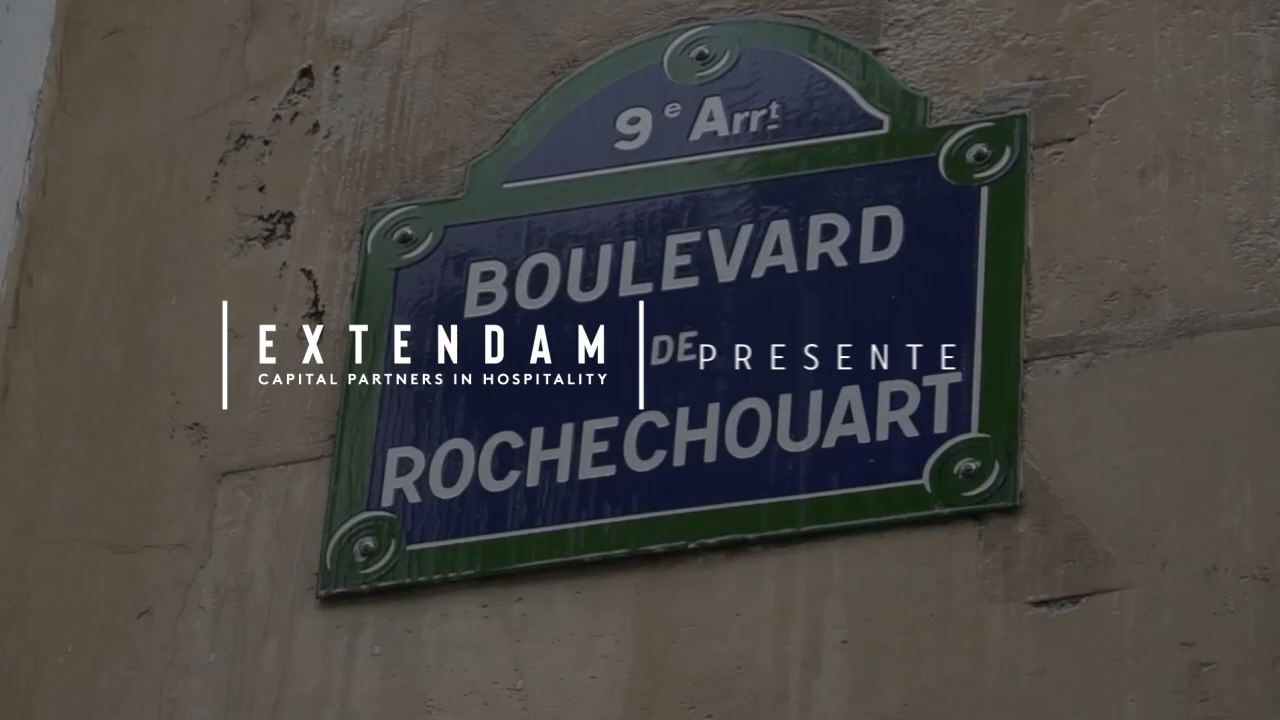 9e Arrt
BOULEVARD
DE
ROCHECHOUART
EXTENDAM
CAPITAL PARTNERS IN HOSPITALITY
PRESENTE